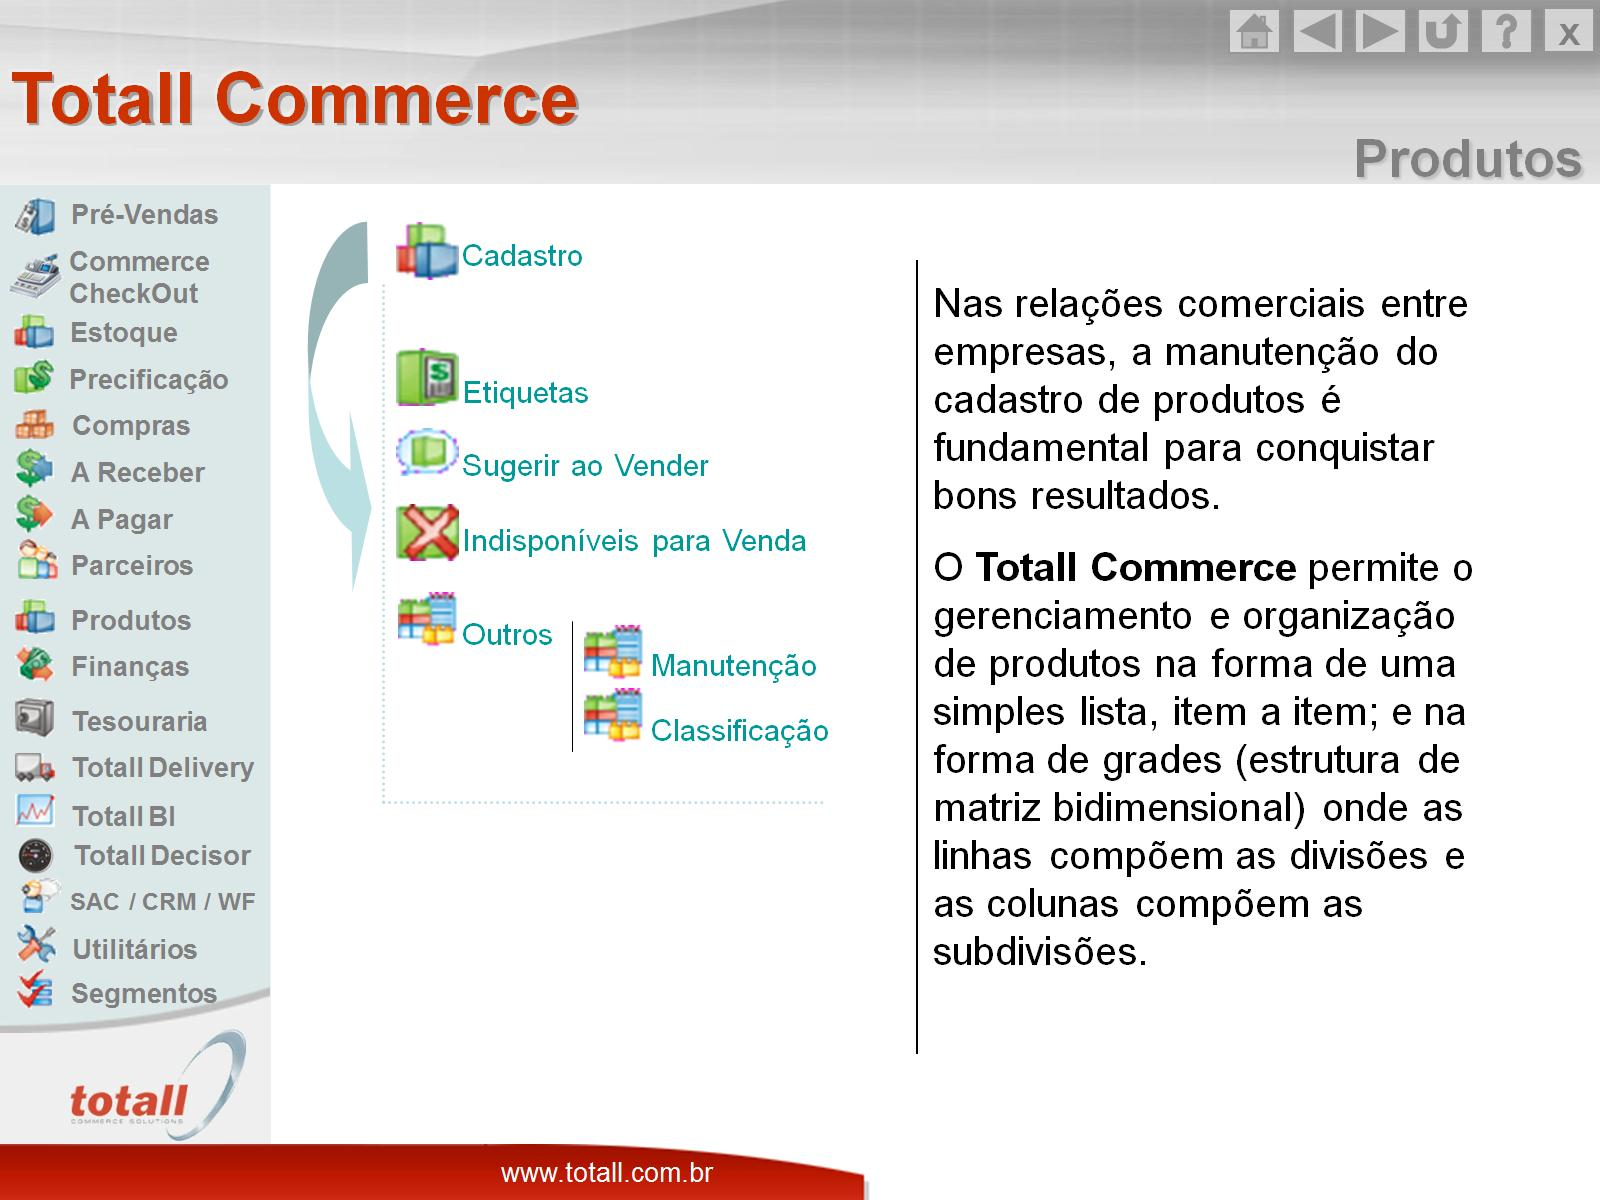 x
Totall Commerce
Produtos
Pré-Vendas
Commerce
CheckOut
Estoque
Precificação
Compras
A Receber
A Pagar
Parceiros
Produtos
Finanças
Tesouraria
Totall Delivery
Totall BI
Totall Decisor
SAC / CRM / WF
Utilitários
Segmentos
totall
COMMERCE SOLUTIONS
Cadastro
Etiquetas
Sugerir ao Vender
Indisponíveis para Venda
Outros
Manutenção
Classificação
Nas relações comerciais entre
empresas, a manutenção do
cadastro de produtos é
fundamental para conquistar
bons resultados.
O Totall Commerce permite o
gerenciamento e organização
de produtos na forma de uma
simples lista, item a item; e na
forma de grades (estrutura de
matriz bidimensional) onde as
linhas compõem as divisões e
as colunas compõem as
subdivisões.
www.totall.com.br